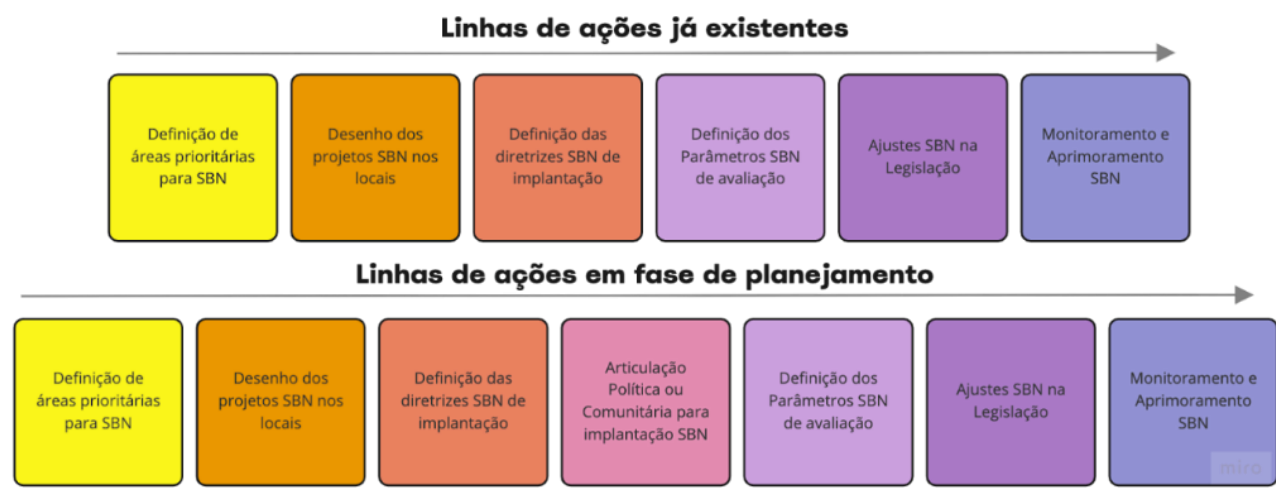 Linhas de ações já existentes
Definição de
áreas prioritárias
para SBN
Desenho dos
projetos SBN nos
locais
Definição das
diretrizes SBN de
implantação
Definição dos
Parâmetros SBN
de avaliação
Ajustes SBN na
Legislação
Monitoramento e
Aprimoramento
SBN
Linhas de ações em fase de planejamento
Definição de
áreas prioritárias
para SBN
Desenho dos
projetos SBN nos
locais
Definição das
diretrizes SBN de
implantação
Articulação
Política ou
Comunitária para
implantação SBN
Definição dos
Parâmetros SBN
de avaliação
Ajustes SBN na
Legislação
Monitoramento e
Aprimoramento
SBN
miro